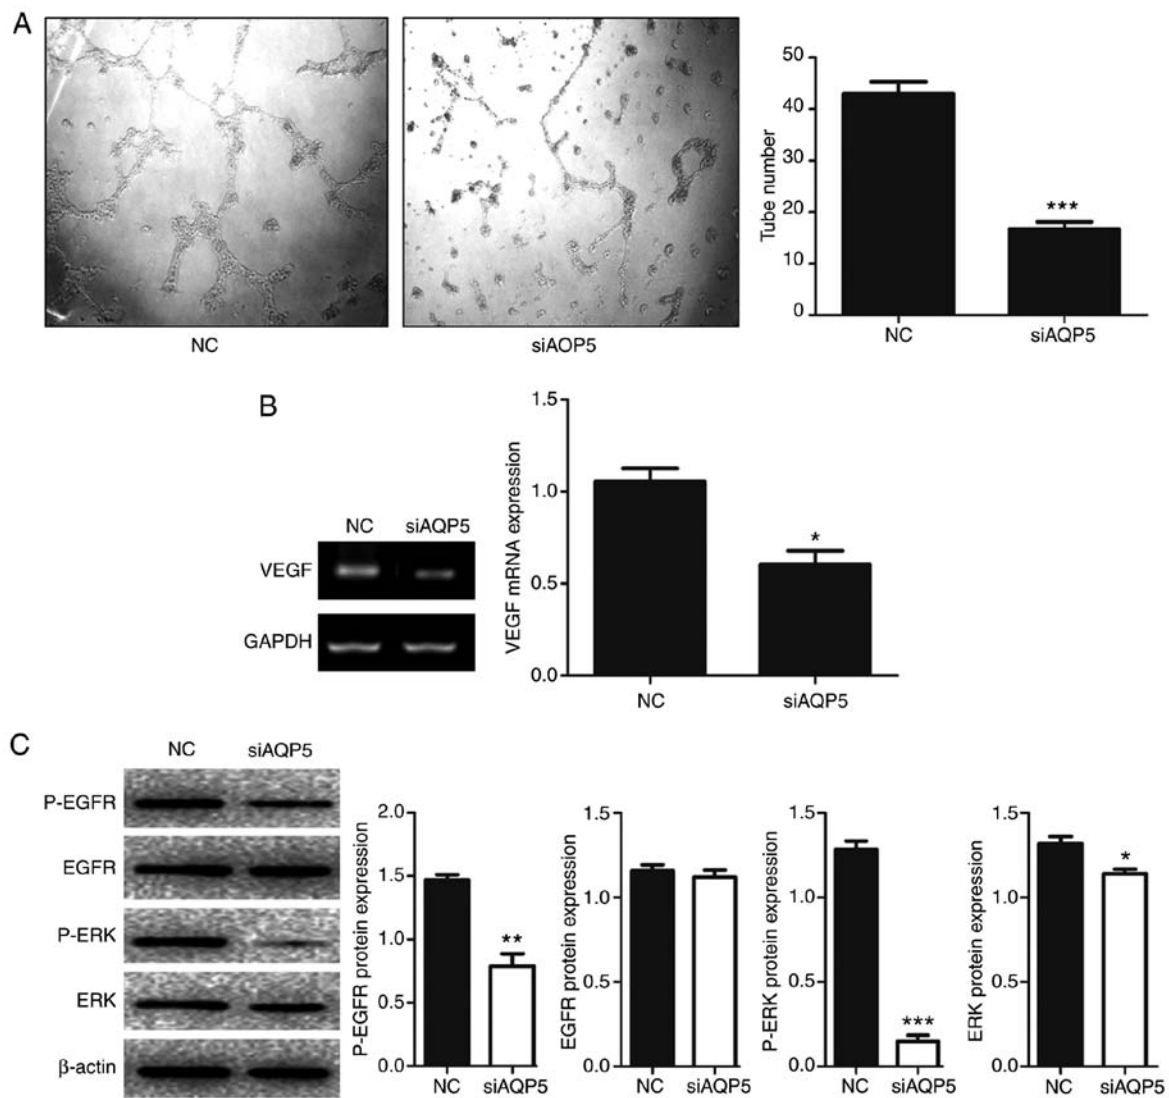 A
NC
siAOP5
Tube number
50
40
30
20
10
0
***
NC
siAQP5
B
NC siAQP5
VEGF
GAPDH
VEGF mRNA expression
1.5
1.0
0.5
0.0
*
NC
siAQP5
C
NC siAQP5
P-EGFR
EGFR
P-ERK
ERK
β-actin
P-EGFR protein expression
2.0
1.5
1.0
0.5
0.0
**
NC siAQP5
EGFR protein expression
1.5
1.0
0.5
0.0
NC siAQP5
P-ERK protein expression
1.5
1.0
0.5
0.0
***
NC siAQP5
ERK protein expression
1.5
1.0
0.5
0.0
*
NC siAQP5